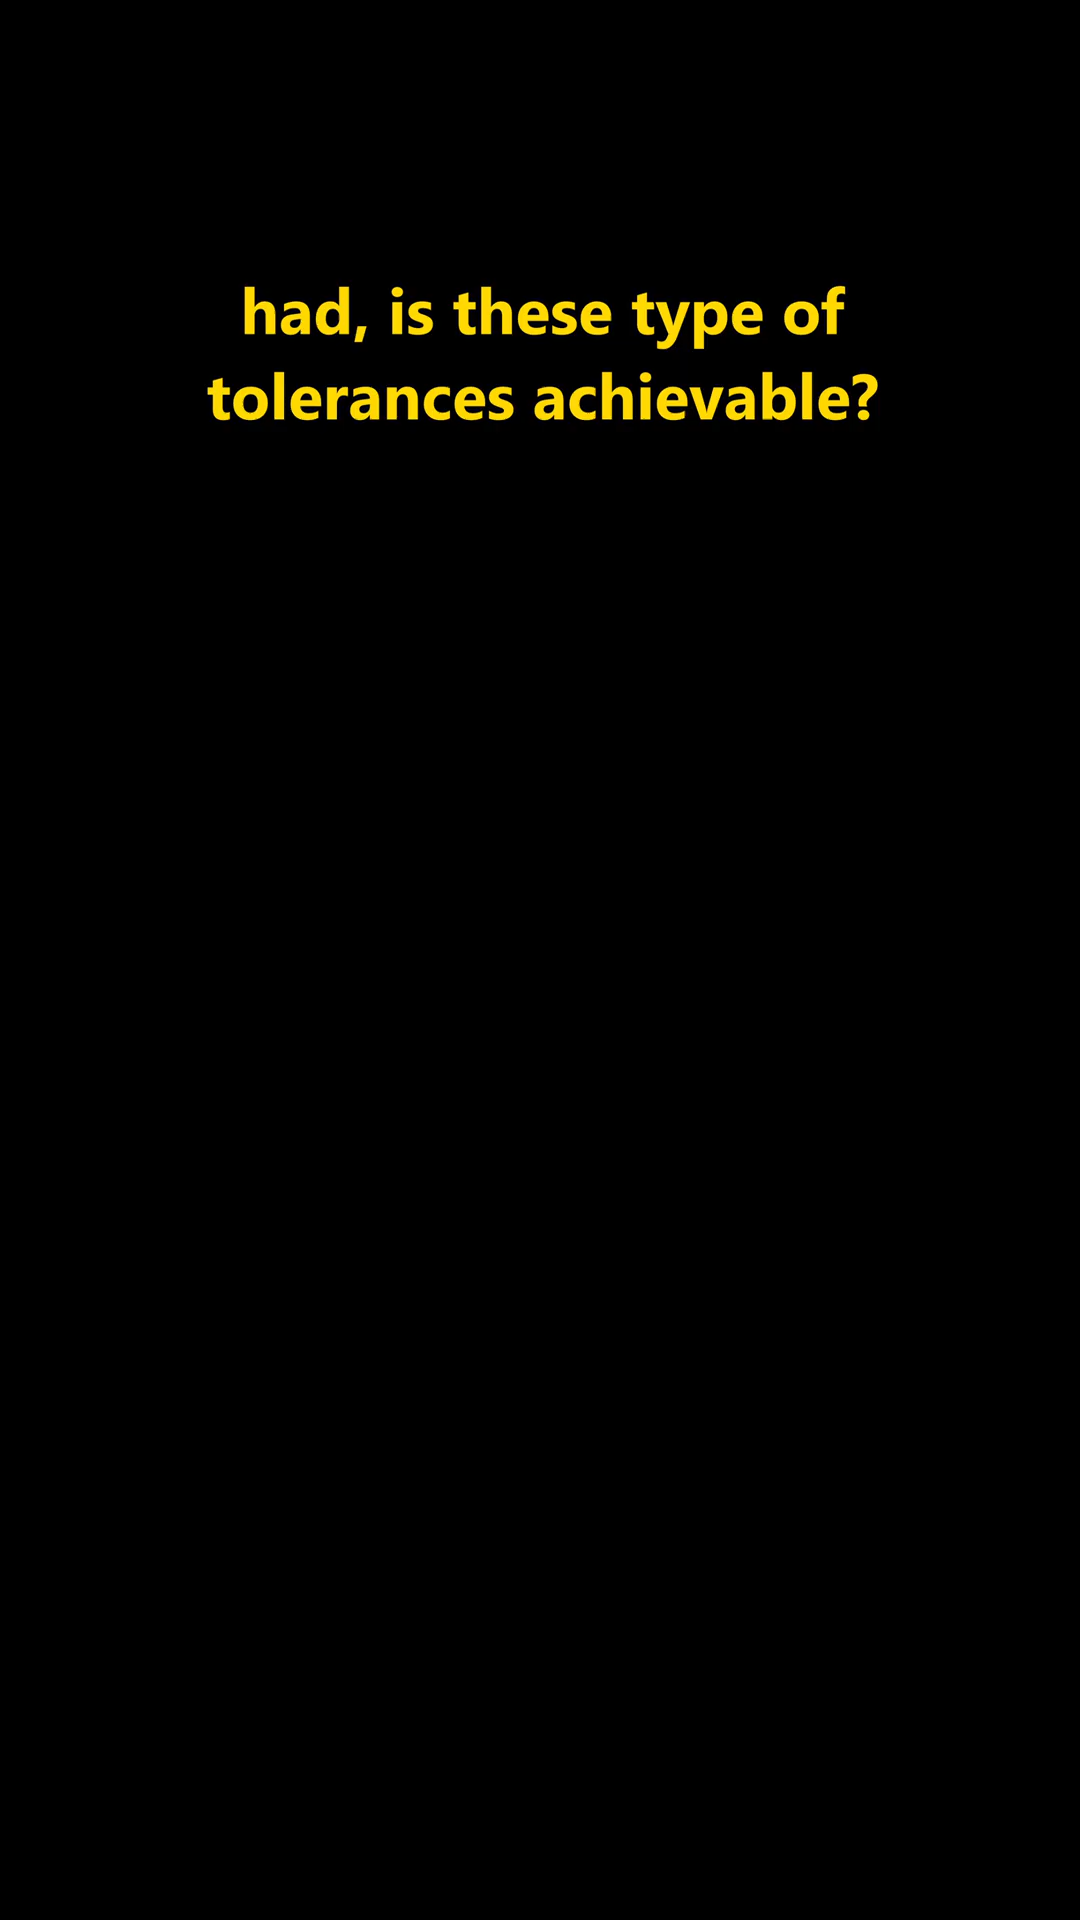 had, is these type of
tolerances achievable?